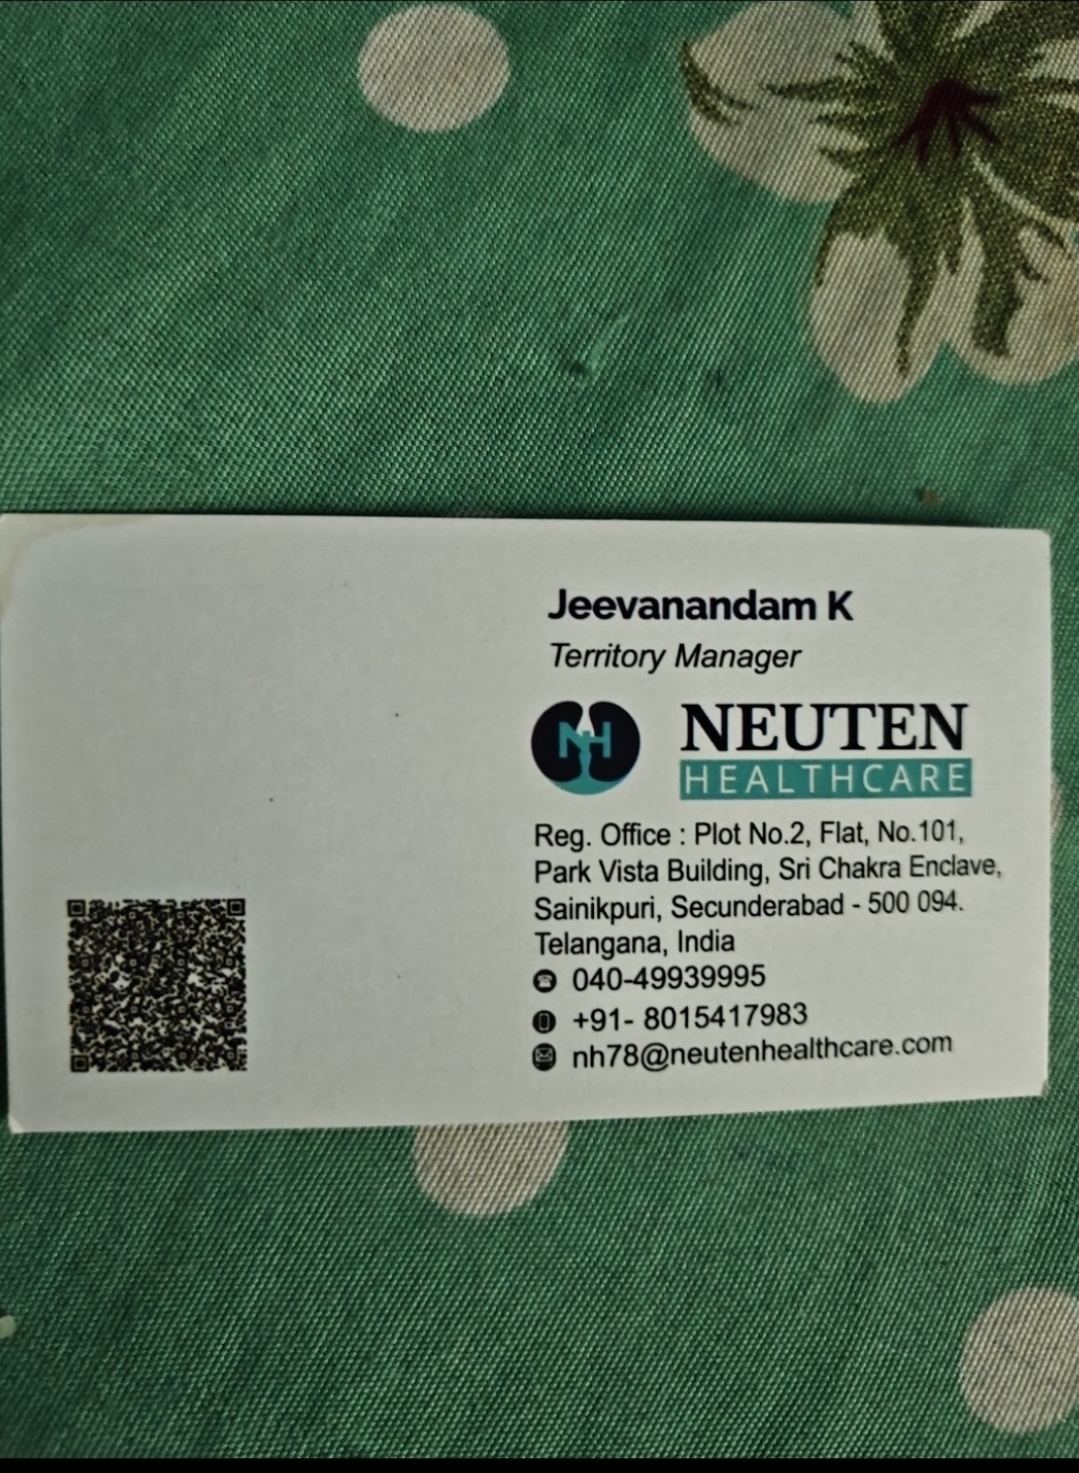 Jeevanandam K
Territory Manager
NH
NEUTEN
HEALTHCARE
Reg. Office : Plot No.2, Flat, No.101,
Park Vista Building, Sri Chakra Enclave,
Sainikpuri, Secunderabad - 500 094.
Telangana, India
040-49939995
+91- 8015417983
nh78@neutenhealthcare.com